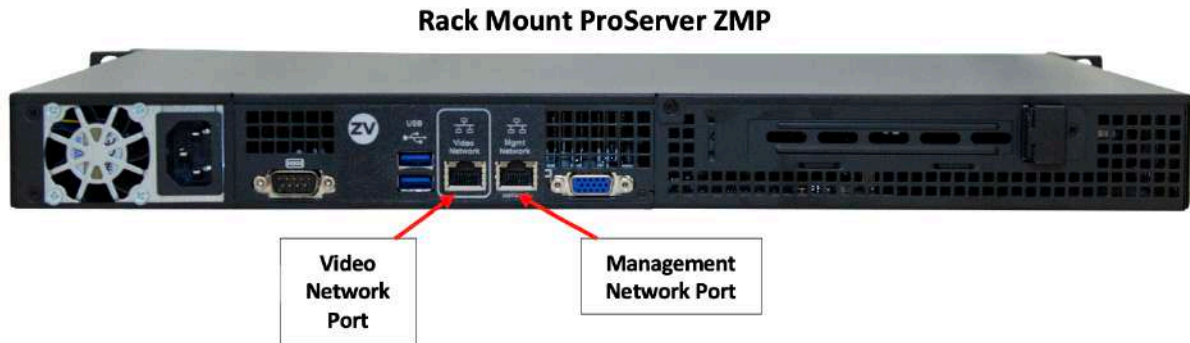 Rack Mount ProServer ZMP
ZV
USB
Video
Network
Mgmt
Network
Video
Network
Port
Management
Network Port